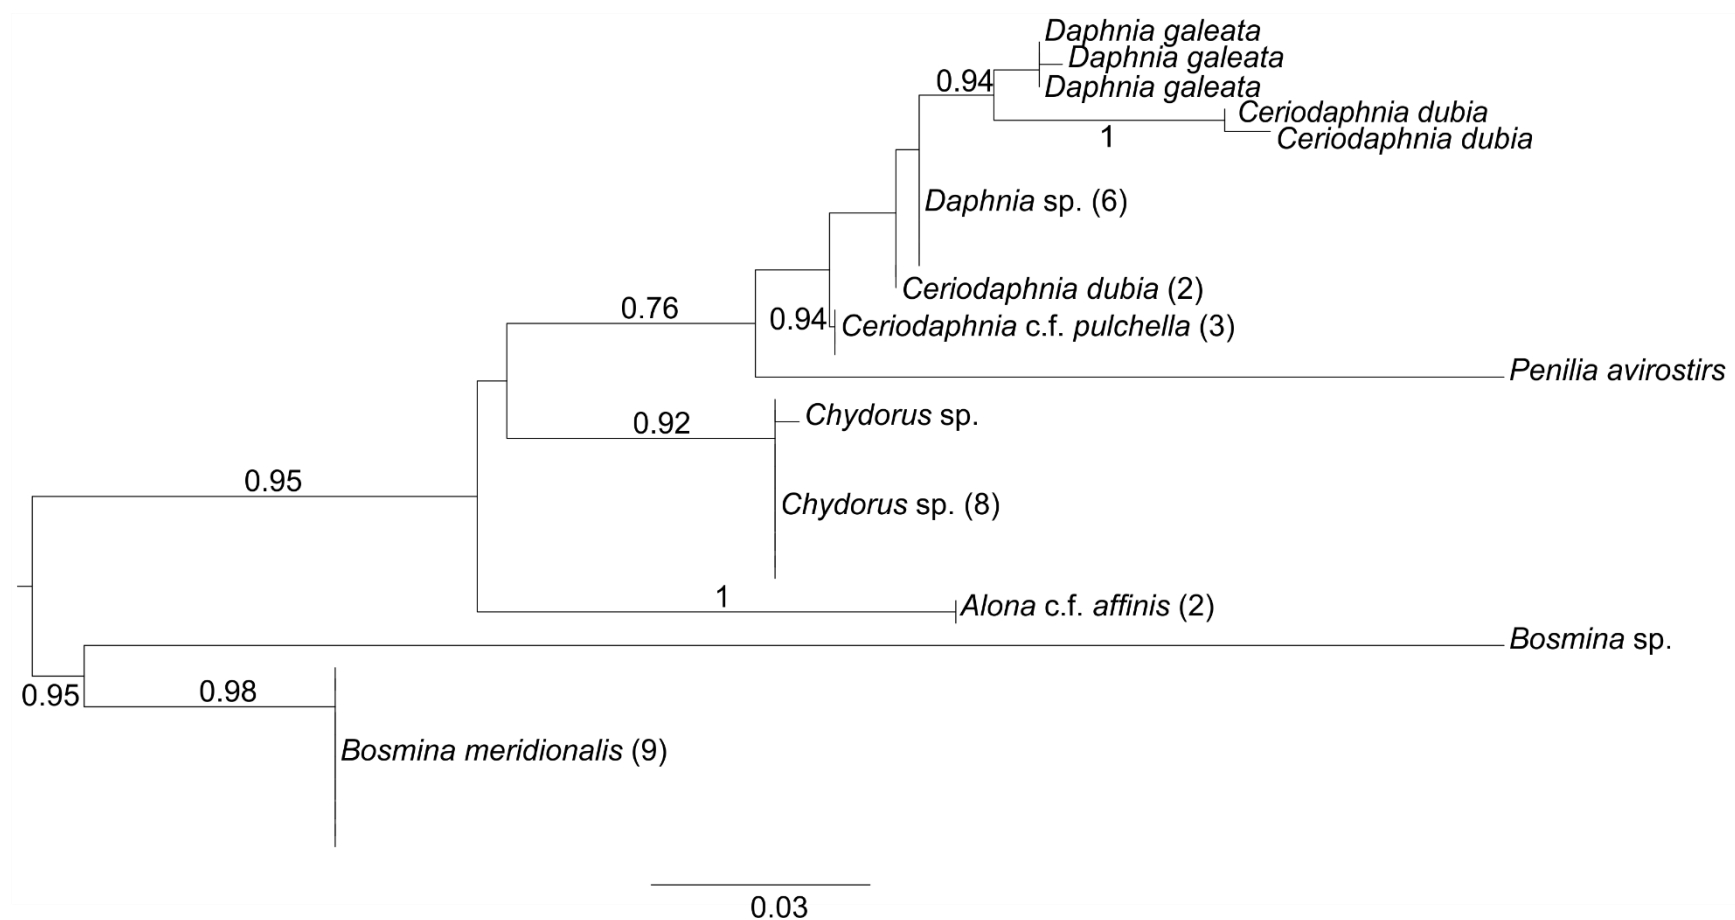 Daphnia galeata
Daphnia galeata
0.94
Daphnia galeata
Ceriodaphnia dubia
1
Ceriodaphnia dubia
Daphnia sp. (6)
Ceriodaphnia dubia (2)
0.76
0.94
Ceriodaphnia c.f. pulchella (3)
Penilia avirostirs
0.92
Chydorus sp.
0.95
Chydorus sp. (8)
1
Alona c.f. affinis (2)
Bosmina sp.
0.95
0.98
Bosmina meridionalis (9)
0.03